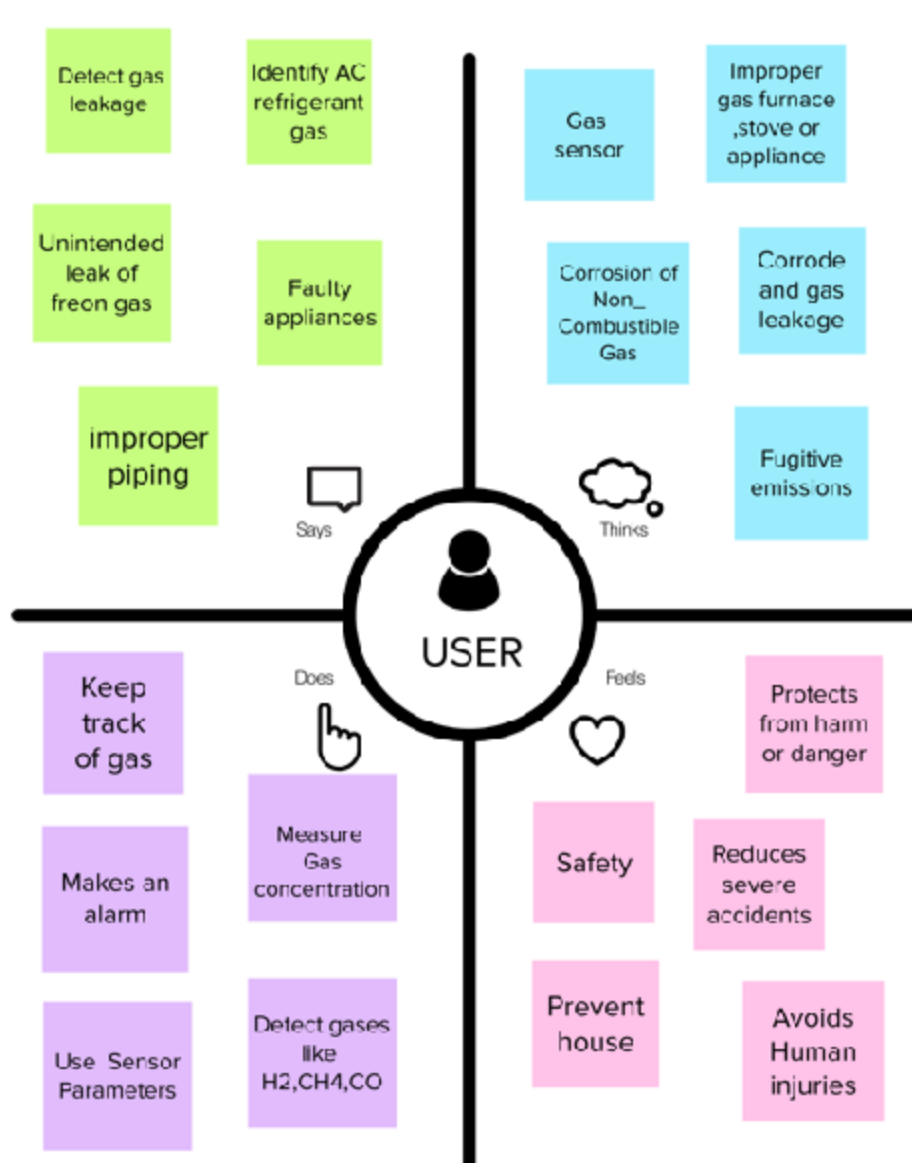 Detect gas
leakage
Identify AC
refrigerant
gas
Unintended
leak of
freon gas
Faulty
appliances
improper
piping
Says
Gas
sensor
Improper
gas furnace
,stove or
appliance
Corrosion of
Non_
Combustible
Gas
Corrode
and gas
leakage
Fugitive
emissions
Thinks
USER
Does
Keep
track
of gas
Measure
Gas
concentration
Makes an
alarm
Use Sensor
Parameters
Detect gases
like
H2,CH4,CO
Feels
Protects
from harm
or danger
Safety
Reduces
severe
accidents
Prevent
house
Avoids
Human
injuries